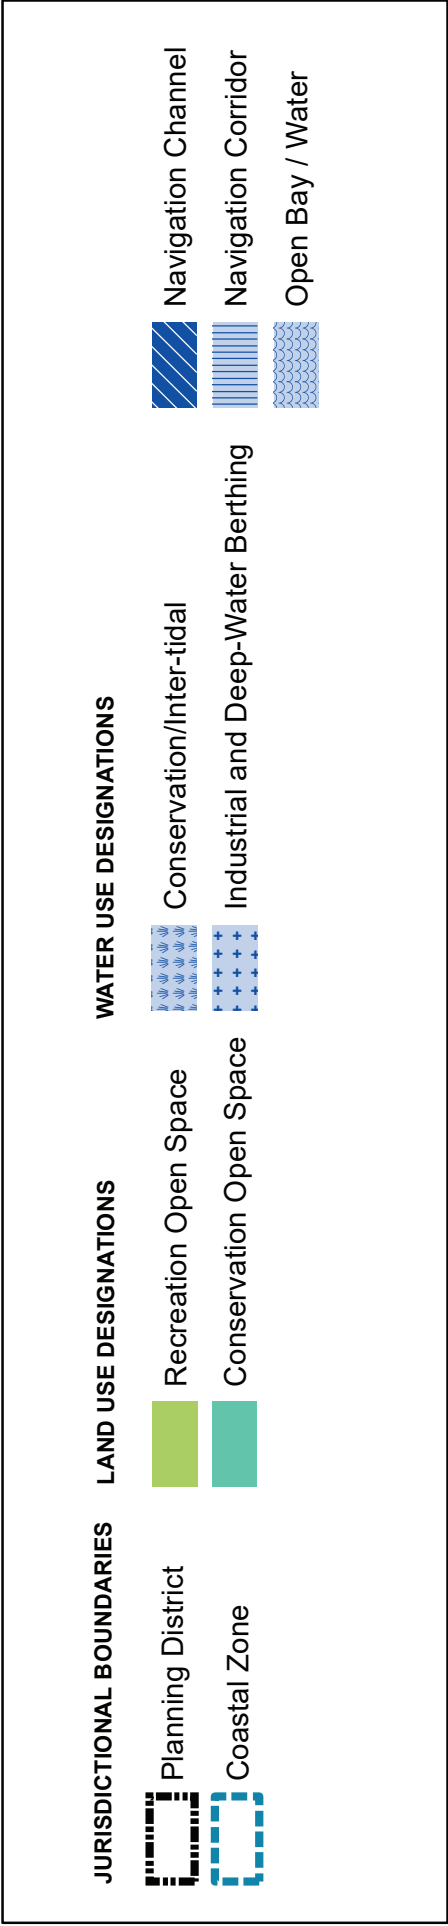 JURISDICTIONAL BOUNDARIES
Planning District
Coastal Zone
LAND USE DESIGNATIONS
Recreation Open Space
Conservation Open Space
WATER USE DESIGNATIONS
Conservation/Inter-tidal
Industrial and Deep-Water Berthing
Navigation Channel
Navigation Corridor
Open Bay / Water